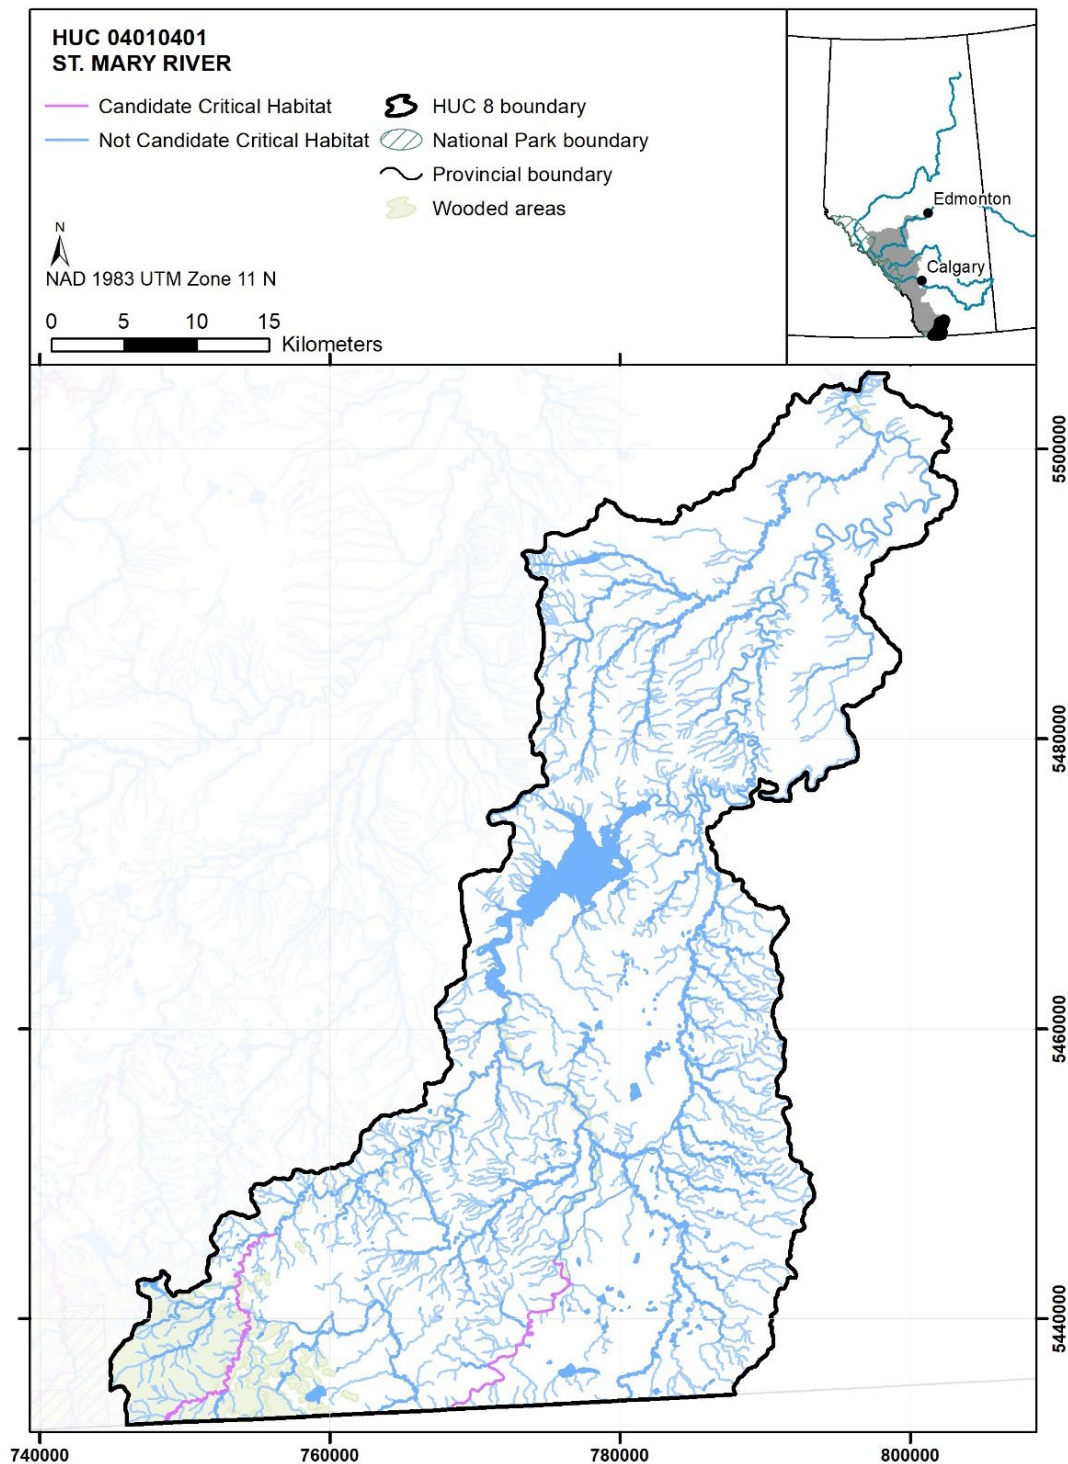 HUC 04010401
ST. MARY RIVER
Candidate Critical Habitat
Not Candidate Critical Habitat
HUC 8 boundary
National Park boundary
Provincial boundary
Wooded areas
N
NAD 1983 UTM Zone 11 N
0 5 10 15
Kilometers
Edmonton
Calgary
5500000
5480000
5460000
5440000
740000 760000 780000 800000